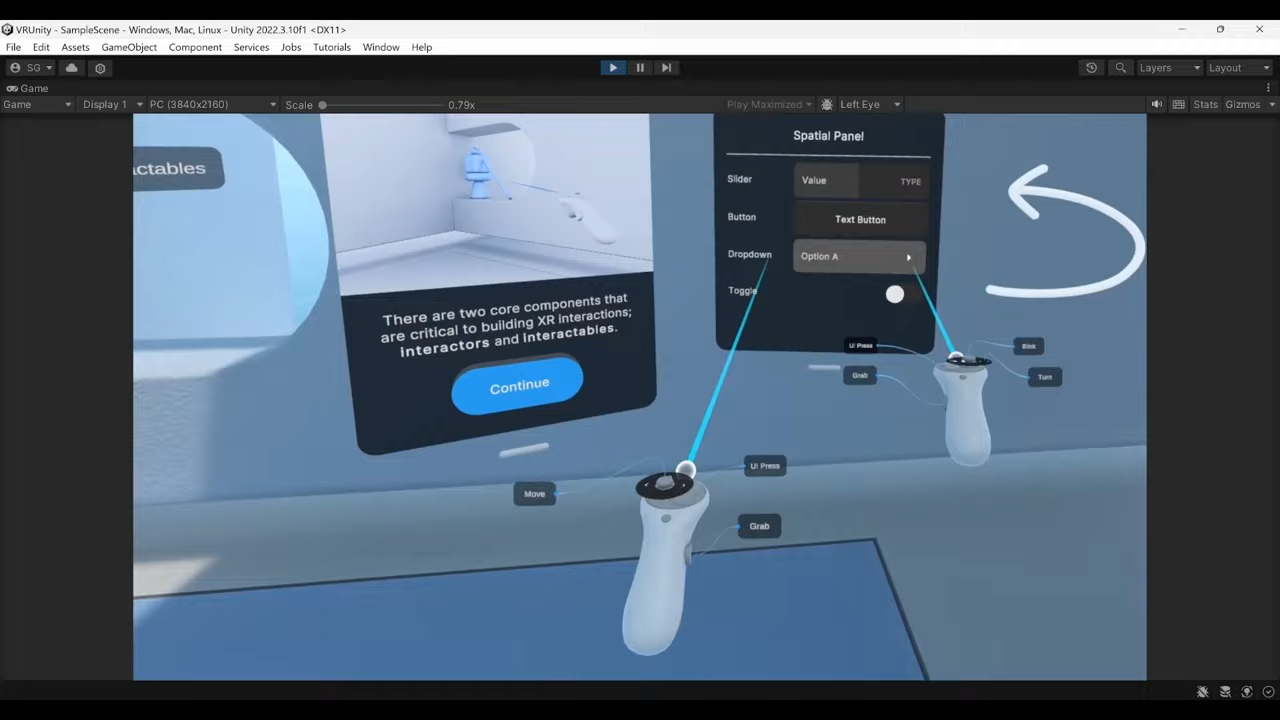 VRUnity - SampleScene - Windows, Mac, Linux - Unity 2022.3.10f1 <DX11>
File Edit Assets GameObject Component Services Jobs Tutorials Window Help
SG
Layers
Layout
Game
Game
Display 1
PC (3840x2160)
Scale
0.79x
Play Maximized
Left Eye
Stats
Gizmos
actables
There are two core components that
are critical to building XR interactions;
interactors and interactables.
Continue
Spatial Panel
Slider
Value
TYPE
Button
Text Button
Dropdown
Option A
Toggle
UI Press
Blink
Grab
Turn
Move
UI Press
Grab